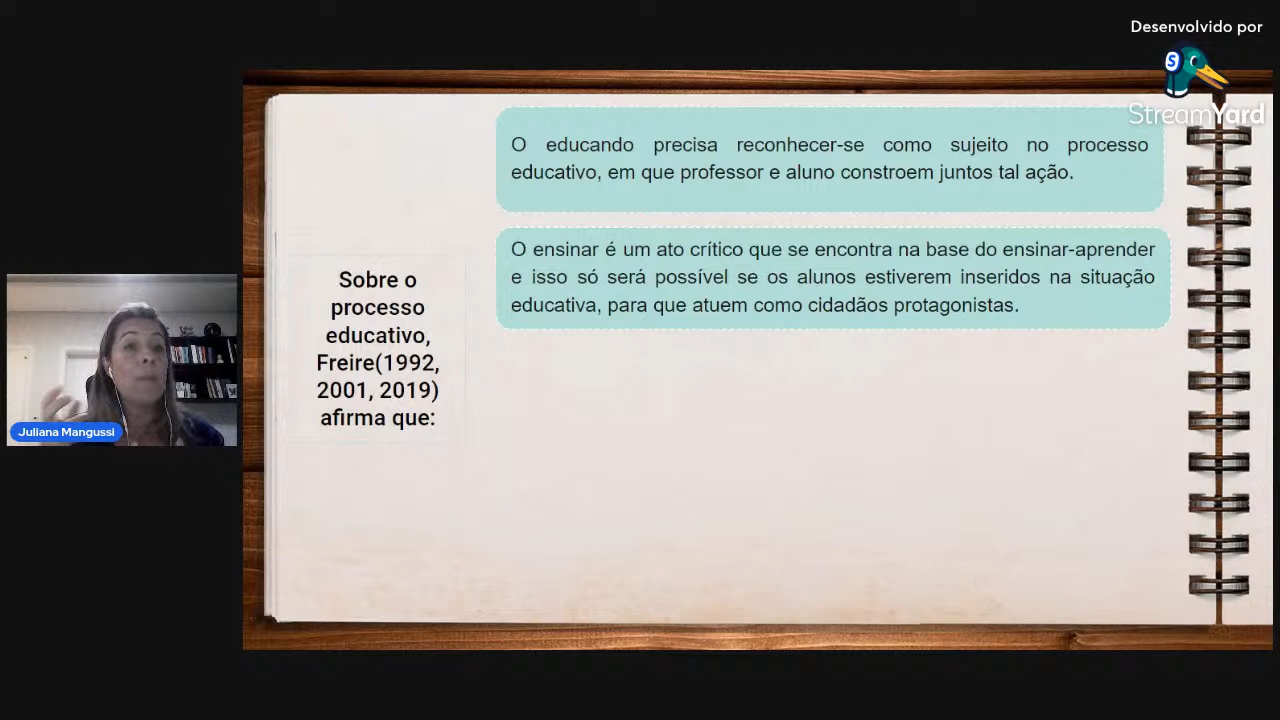 Desenvolvido por
StreamYard
O educando precisa reconhecer-se como sujeito no processo
educativo, em que professor e aluno constroem juntos tal ação.
O ensinar é um ato crítico que se encontra na base do ensinar-aprender
e isso só será possível se os alunos estiverem inseridos na situação
educativa, para que atuem como cidadãos protagonistas.
Sobre o
processo
educativo,
Freire(1992,
2001, 2019)
afirma que:
Juliana Mangussi